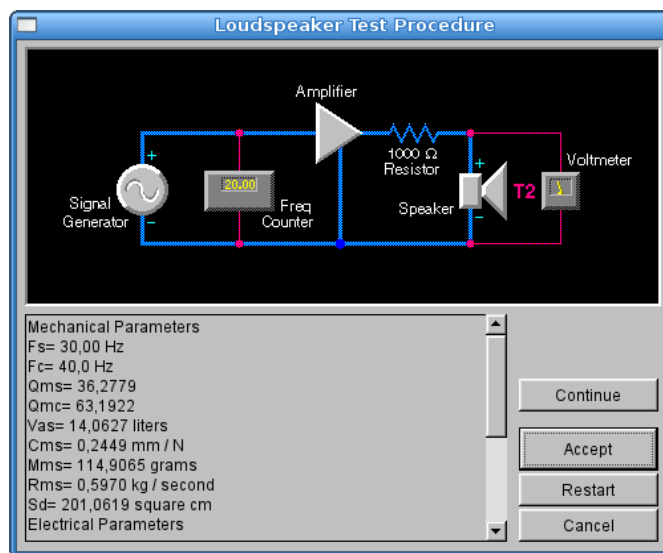 Loudspeaker Test Procedure
Amplifier
1000 Ω
Resistor
Voltmeter
+
+
20.00
T2
Signal
Generator
Freq
Counter
Speaker
−
−
Mechanical Parameters
Fs= 30,00 Hz
Fc= 40,0 Hz
Qms= 36,2779
Qmc= 63,1922
Vas= 14,0627 liters
Cms= 0,2449 mm / N
Mms= 114,9065 grams
Rms= 0,5970 kg / second
Sd= 201,0619 square cm
Electrical Parameters
Continue
Accept
Restart
Cancel